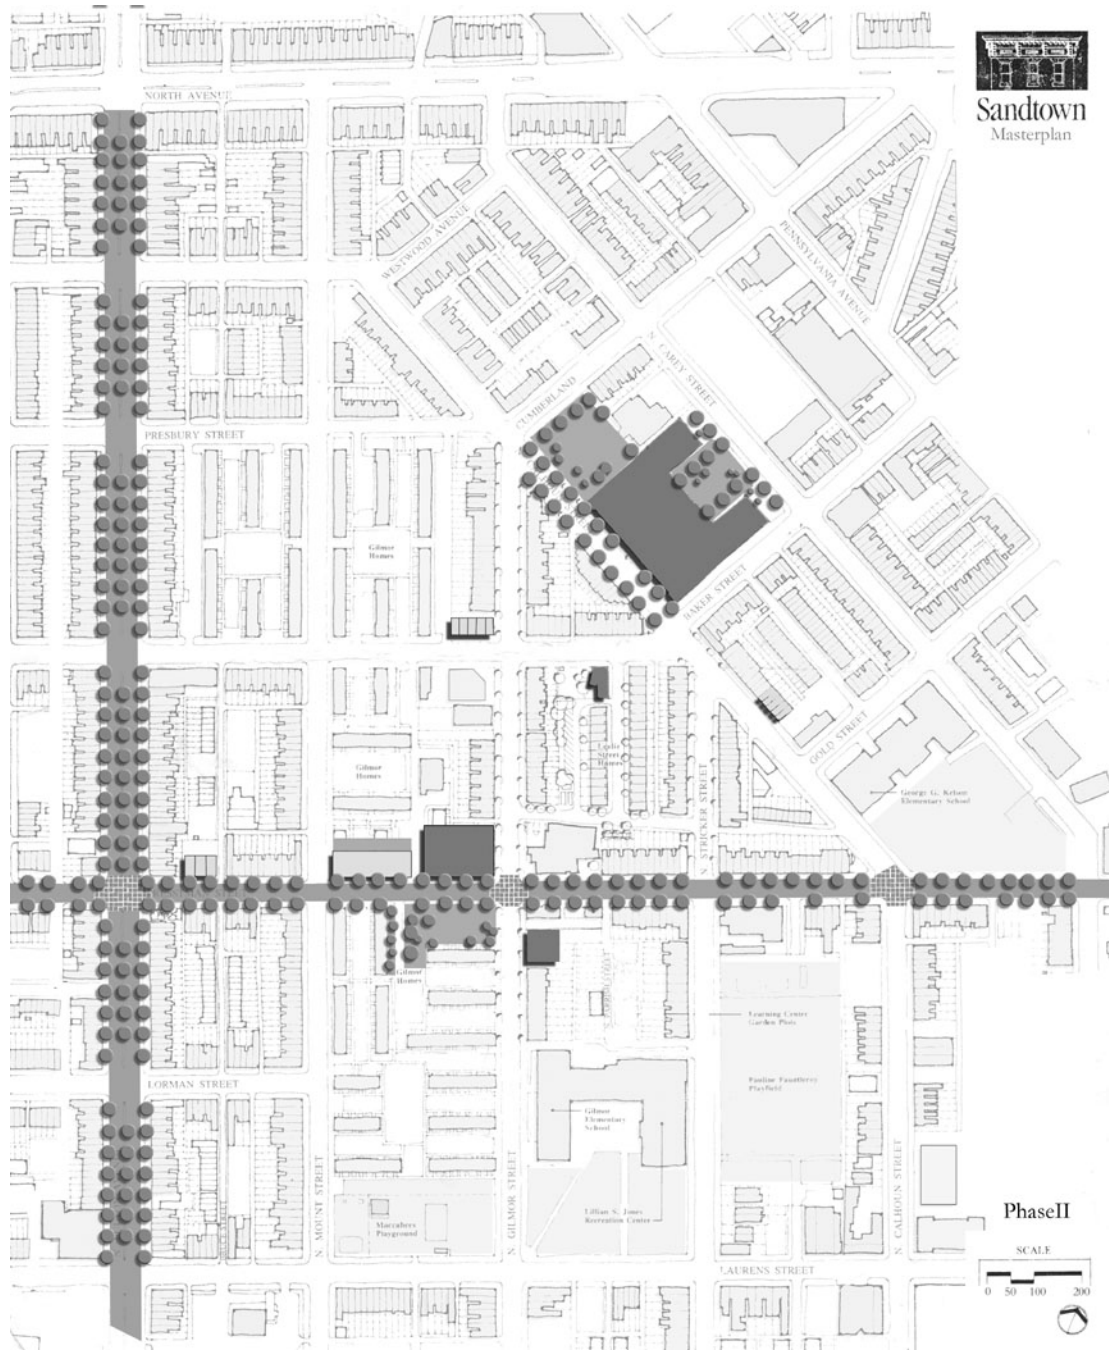 Sandtown
Masterplan
NORTH AVENUE
WESTWOOD AVENUE
PENNSYLVANIA AVENUE
N. CAREY STREET
CUMBERLAND
PRESBURY STREET
Gilmor
Homes
BAKER STREET
GOLD STREET
Gilmor
Homes
Leslie
Street
Homes
N. STRICKER STREET
George G. Kelson
Elementary School
Gilmor
Homes
Learning Center
Garden Plots
LORMAN STREET
Pauline Fauntleroy
Playfield
Gilmor
Elementary
School
N. MOUNT STREET
N. GILMOR STREET
N. CALHOUN STREET
Maccabees
Playground
Lillian S. Jones
Recreation Center
PhaseII
LAURENS STREET
SCALE
0 50 100 200